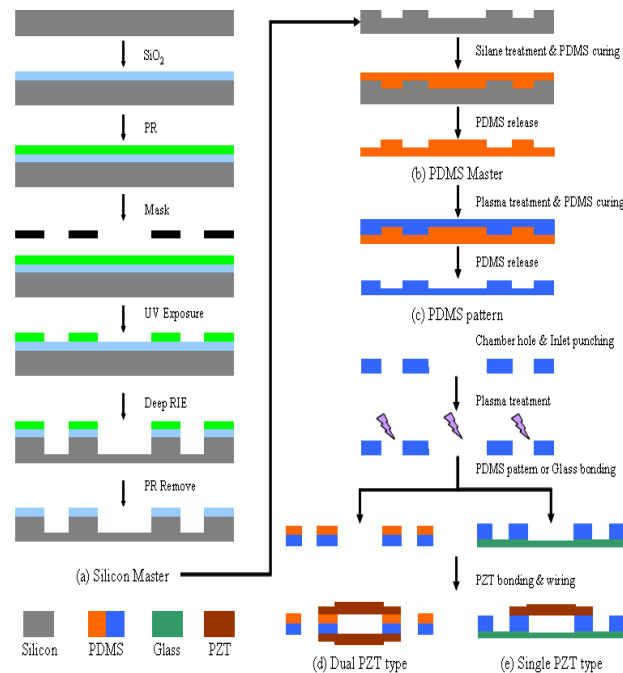 SiO2
PR
Mask
UV Exposure
Deep RIE
PR Remove
(a) Silicon Master
Silane treatment & PDMS curing
PDMS release
(b) PDMS Master
Plasma treatment & PDMS curing
PDMS release
(c) PDMS pattern
Chamber hole & Inlet punching
Plasma treatment
PDMS pattern or Glass bonding
PZT bonding & wiring
(d) Dual PZT type
(e) Single PZT type
Silicon
PDMS
Glass
PZT